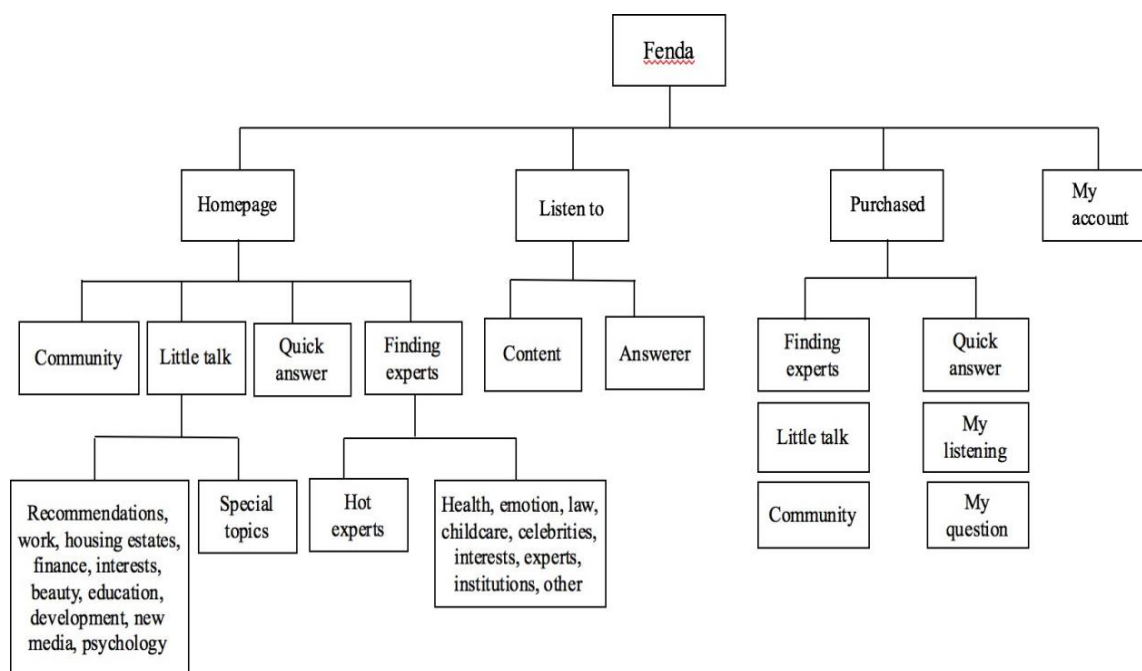 Fenda
Homepage
Listen to
Purchased
My
account
Community
Little talk
Quick
answer
Finding
experts
Content
Answerer
Finding
experts
Quick
answer
Little talk
My
listening
Community
My
question
Recommendations,
work, housing estates,
finance, interests,
beauty, education,
development, new
media, psychology
Special
topics
Hot
experts
Health, emotion, law,
childcare, celebrities,
interests, experts,
institutions, other